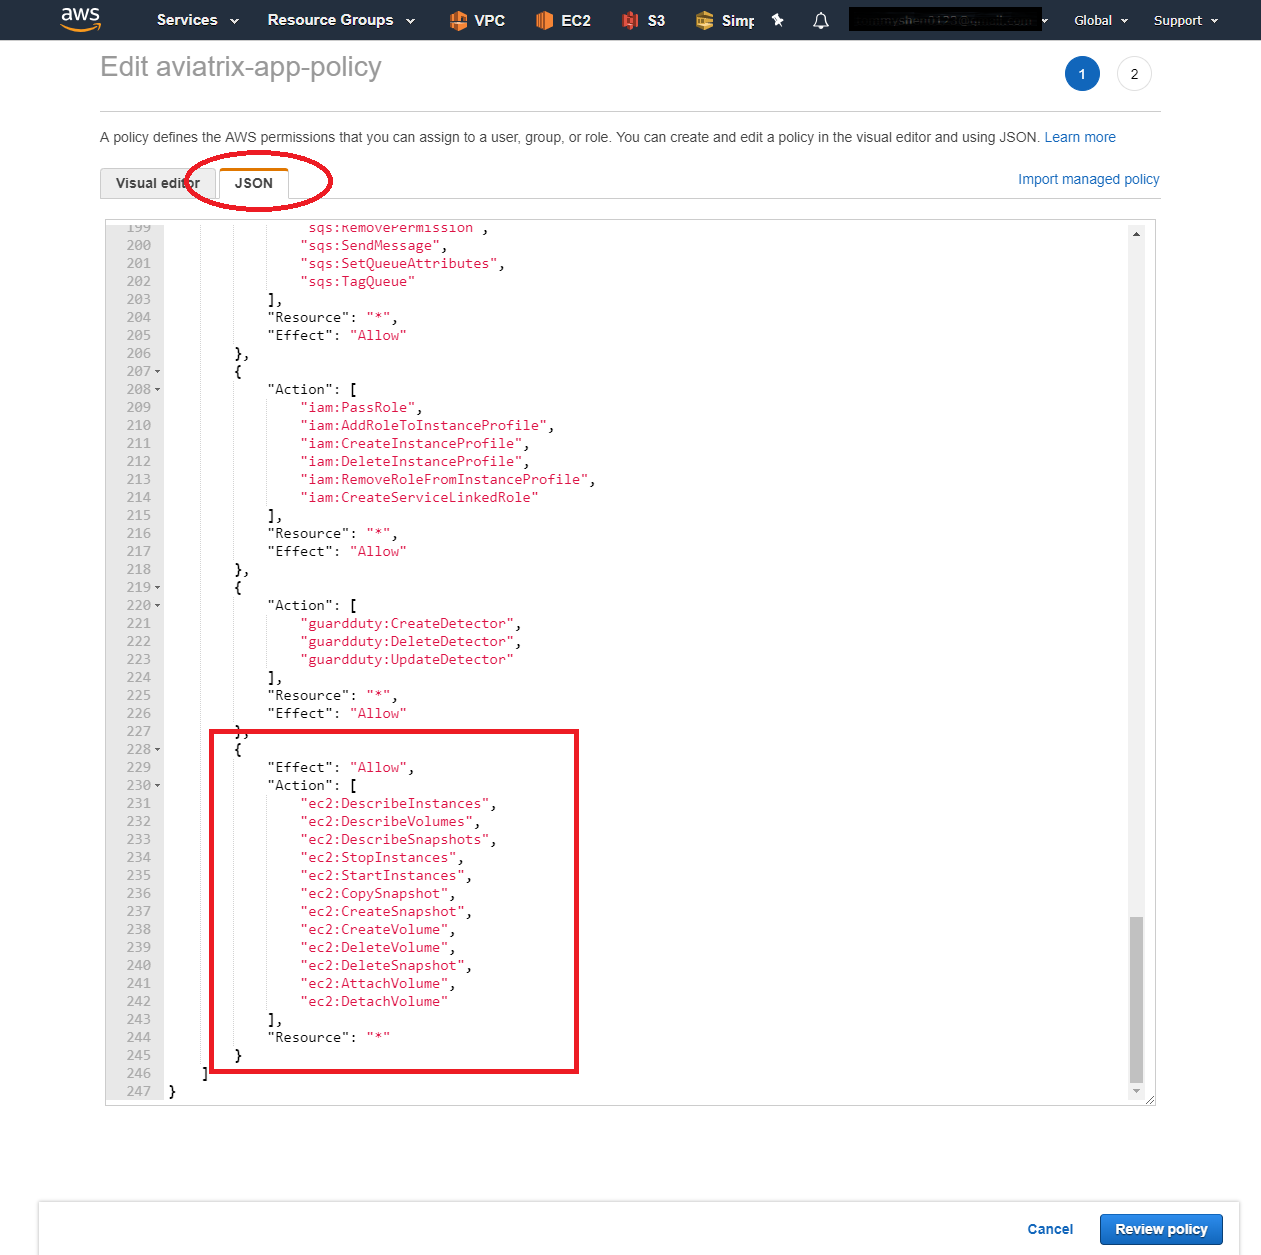 aws Services Resource Groups VPC EC2 S3 Simp Global Support
Edit aviatrix-app-policy
1 2
A policy defines the AWS permissions that you can assign to a user, group, or role. You can create and edit a policy in the visual editor and using JSON. Learn more
Visual editor JSON Import managed policy
199 "sqs:RemovePermission",
200 "sqs:SendMessage",
201 "sqs:SetQueueAttributes",
202 "sqs:TagQueue"
203 ],
204 "Resource": "*",
205 "Effect": "Allow"
206 },
207 {
208 "Action": [
209 "iam:PassRole",
210 "iam:AddRoleToInstanceProfile",
211 "iam:CreateInstanceProfile",
212 "iam:DeleteInstanceProfile",
213 "iam:RemoveRoleFromInstanceProfile",
214 "iam:CreateServiceLinkedRole"
215 ],
216 "Resource": "*",
217 "Effect": "Allow"
218 },
219 {
220 "Action": [
221 "guardduty:CreateDetector",
222 "guardduty:DeleteDetector",
223 "guardduty:UpdateDetector"
224 ],
225 "Resource": "*",
226 "Effect": "Allow"
227 },
228 {
229 "Effect": "Allow",
230 "Action": [
231 "ec2:DescribeInstances",
232 "ec2:DescribeVolumes",
233 "ec2:DescribeSnapshots",
234 "ec2:StopInstances",
235 "ec2:StartInstances",
236 "ec2:CopySnapshot",
237 "ec2:CreateSnapshot",
238 "ec2:CreateVolume",
239 "ec2:DeleteVolume",
240 "ec2:DeleteSnapshot",
241 "ec2:AttachVolume",
242 "ec2:DetachVolume"
243 ],
244 "Resource": "*"
245 }
246 ]
247 }
Cancel Review policy